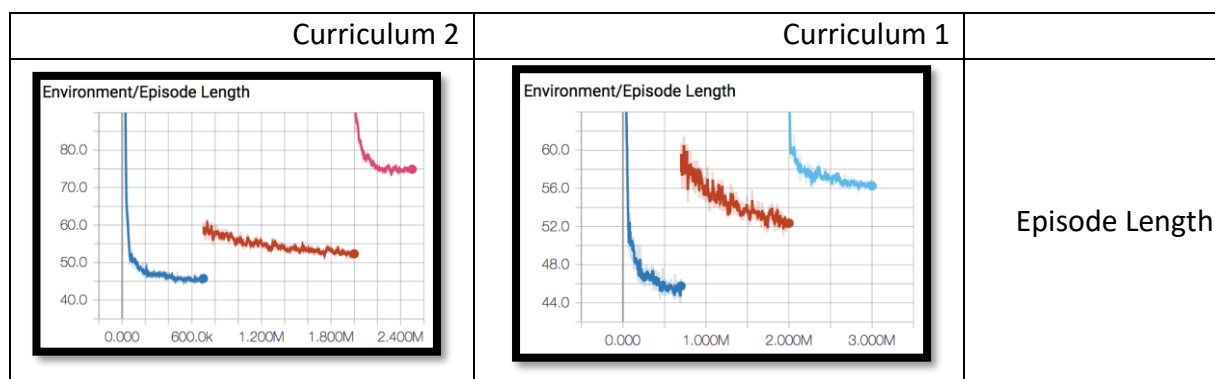 Curriculum 2
Curriculum 1
Environment/Episode Length
80.0
70.0
60.0
50.0
40.0
0.000 600.0k 1.200M 1.800M 2.400M
Environment/Episode Length
60.0
56.0
52.0
48.0
44.0
0.000 1.000M 2.000M 3.000M
Episode Length